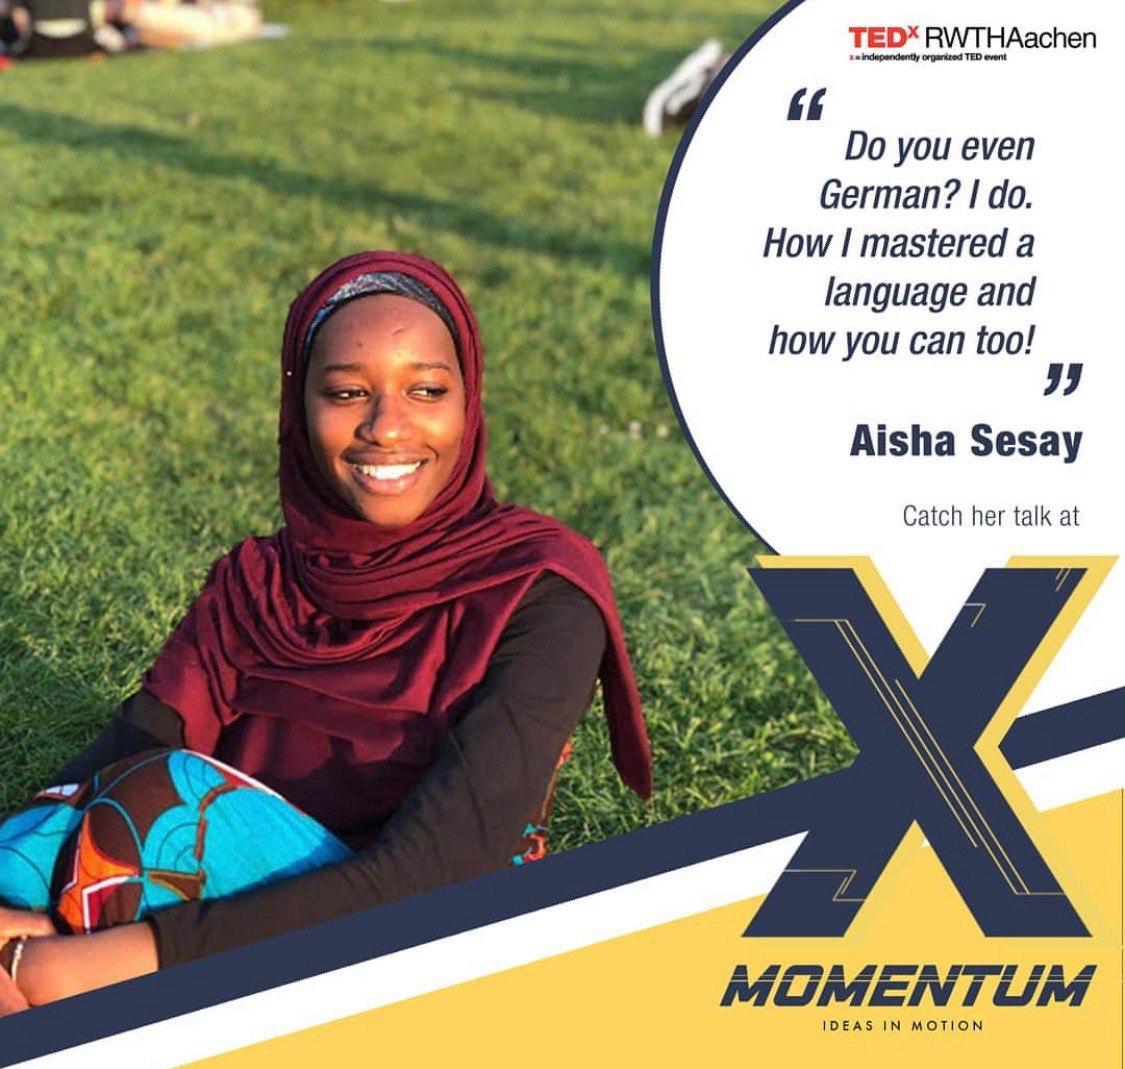 TEDx RWTHAachen
x = independently organized TED event
“
Do you even
German? I do.
How I mastered a
language and
how you can too!
”
Aisha Sesay
Catch her talk at
X
MOMENTUM
IDEAS IN MOTION